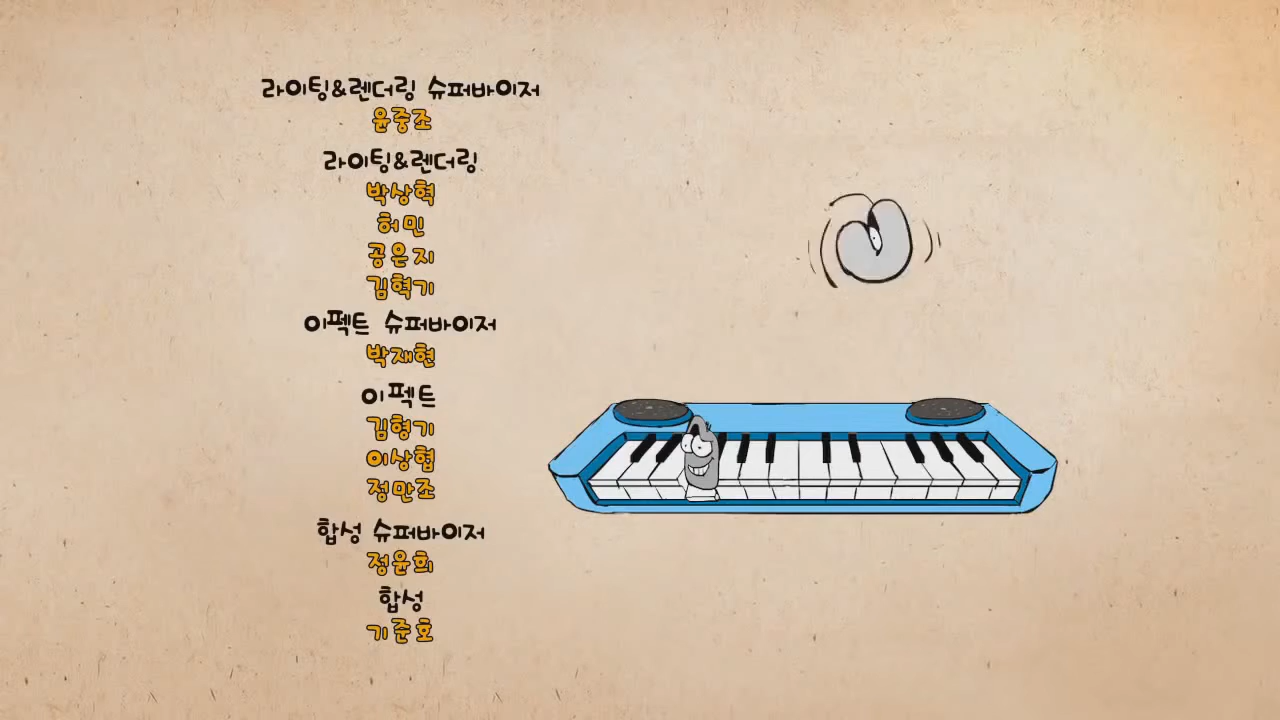 라이팅&렌더링 슈퍼바이저
윤중조
라이팅&렌더링
박상혁
허민
공은지
김혁기
이펙트 슈퍼바이저
박재현
이펙트
김형기
이상협
정만조
합성 슈퍼바이저
정윤희
합성
기준호